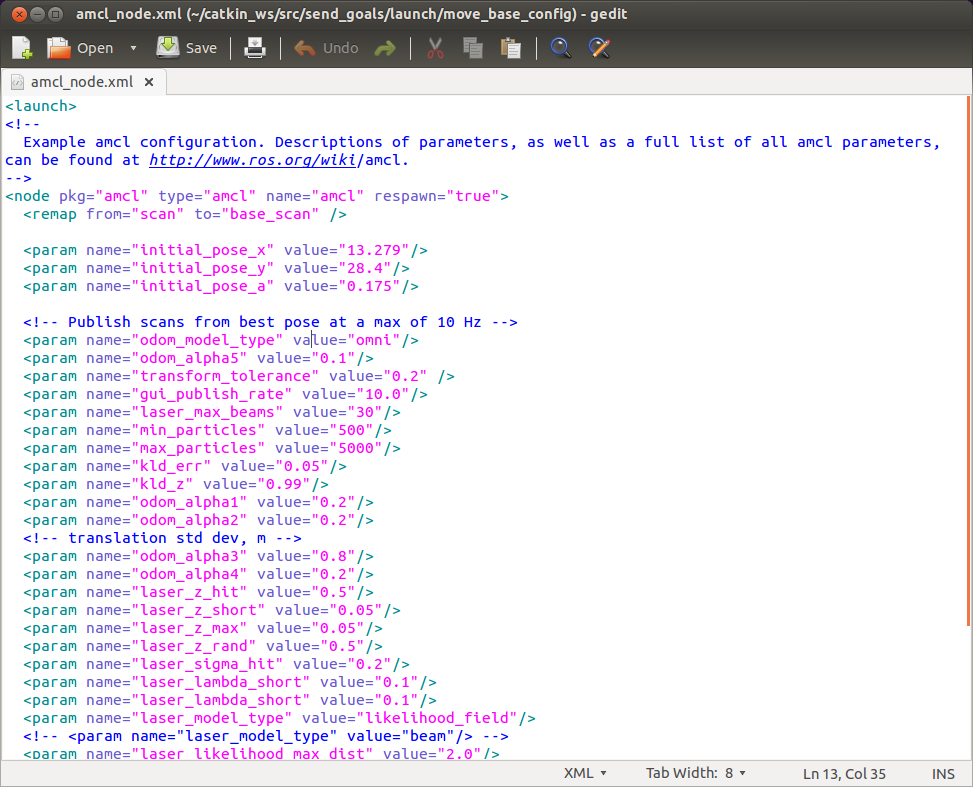 amcl_node.xml (~/catkin_ws/src/send_goals/launch/move_base_config) - gedit
Open Save Undo
amcl_node.xml
<launch>
<!--
  Example amcl configuration. Descriptions of parameters, as well as a full list of all amcl parameters,
can be found at http://www.ros.org/wiki/amcl.
-->
<node pkg="amcl" type="amcl" name="amcl" respawn="true">
  <remap from="scan" to="base_scan" />
  <param name="initial_pose_x" value="13.279"/>
  <param name="initial_pose_y" value="28.4"/>
  <param name="initial_pose_a" value="0.175"/>
  <!-- Publish scans from best pose at a max of 10 Hz -->
  <param name="odom_model_type" value="omni"/>
  <param name="odom_alpha5" value="0.1"/>
  <param name="transform_tolerance" value="0.2" />
  <param name="gui_publish_rate" value="10.0"/>
  <param name="laser_max_beams" value="30"/>
  <param name="min_particles" value="500"/>
  <param name="max_particles" value="5000"/>
  <param name="kld_err" value="0.05"/>
  <param name="kld_z" value="0.99"/>
  <param name="odom_alpha1" value="0.2"/>
  <param name="odom_alpha2" value="0.2"/>
  <!-- translation std dev, m -->
  <param name="odom_alpha3" value="0.8"/>
  <param name="odom_alpha4" value="0.2"/>
  <param name="laser_z_hit" value="0.5"/>
  <param name="laser_z_short" value="0.05"/>
  <param name="laser_z_max" value="0.05"/>
  <param name="laser_z_rand" value="0.5"/>
  <param name="laser_sigma_hit" value="0.2"/>
  <param name="laser_lambda_short" value="0.1"/>
  <param name="laser_lambda_short" value="0.1"/>
  <param name="laser_model_type" value="likelihood_field"/>
  <!-- <param name="laser_model_type" value="beam"/> -->
  <param name="laser_likelihood_max_dist" value="2.0"/>
XML Tab Width: 8 Ln 13, Col 35 INS